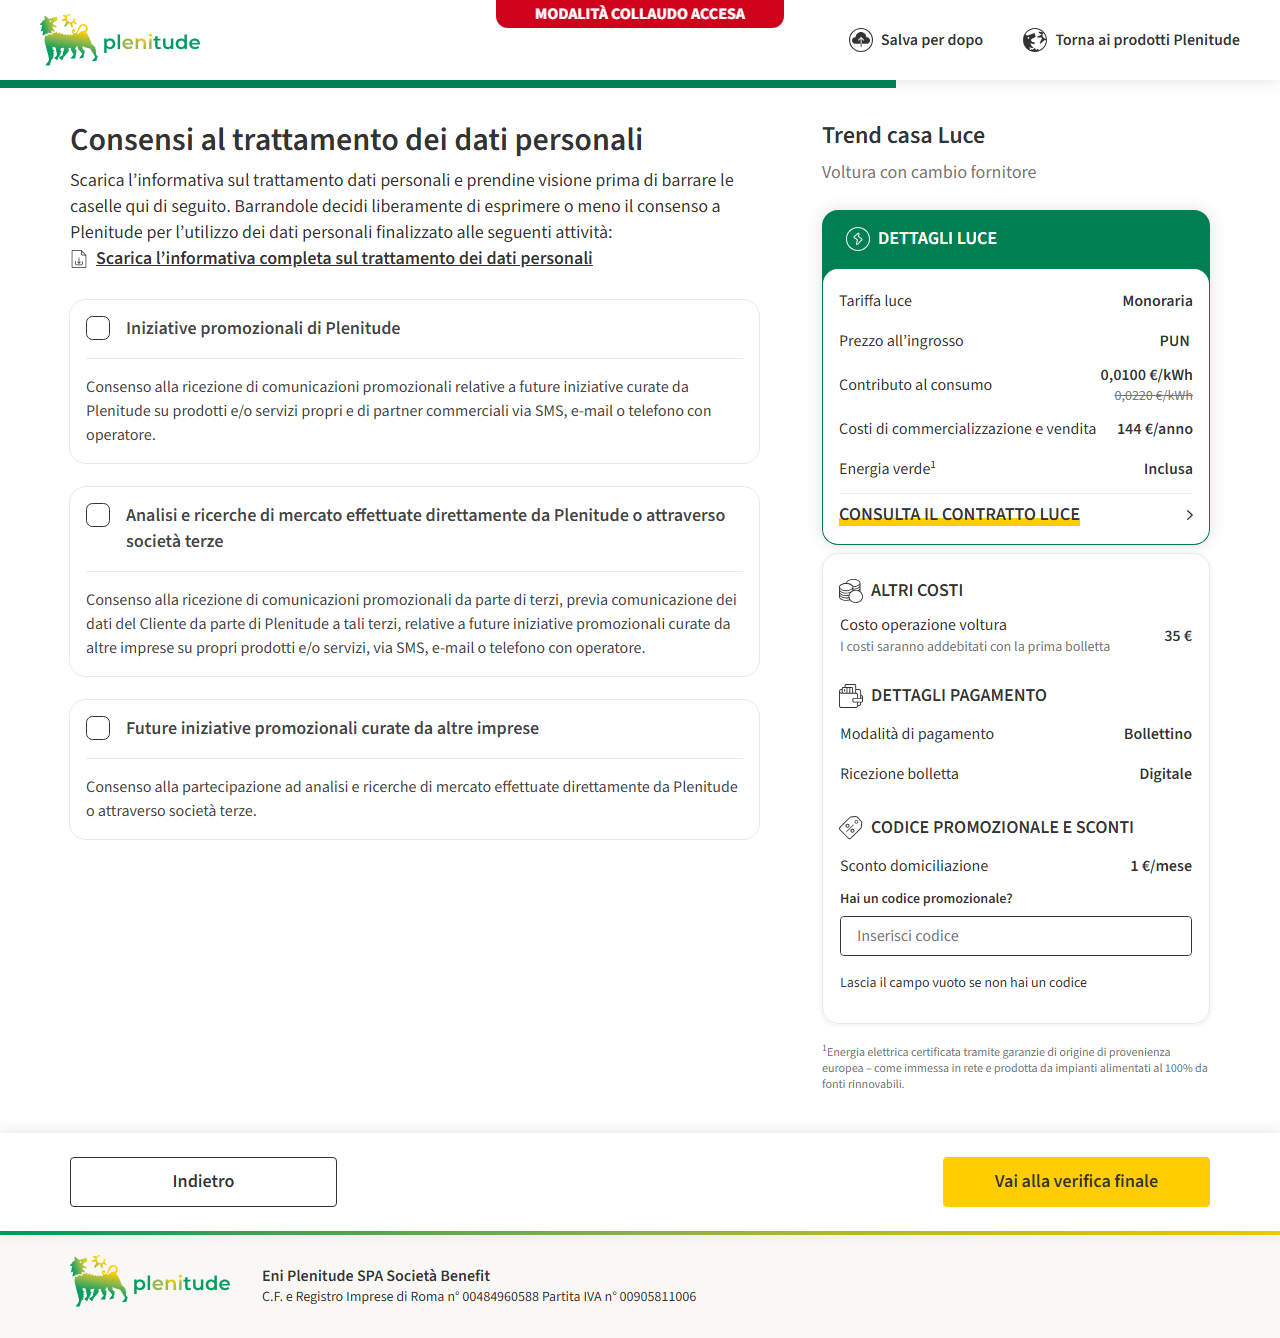 MODALITÀ COLLAUDO ACCESA
plenitude
Salva per dopo
Torna ai prodotti Plenitude
Consensi al trattamento dei dati personali
Scarica l’informativa sul trattamento dati personali e prendine visione prima di barrare le
caselle qui di seguito. Barrandole decidi liberamente di esprimere o meno il consenso a
Plenitude per l’utilizzo dei dati personali finalizzato alle seguenti attività:
Scarica l’informativa completa sul trattamento dei dati personali
Iniziative promozionali di Plenitude
Consenso alla ricezione di comunicazioni promozionali relative a future iniziative curate da
Plenitude su prodotti e/o servizi propri e di partner commerciali via SMS, e-mail o telefono con
operatore.
Analisi e ricerche di mercato effettuate direttamente da Plenitude o attraverso
società terze
Consenso alla ricezione di comunicazioni promozionali da parte di terzi, previa comunicazione dei
dati del Cliente da parte di Plenitude a tali terzi, relative a future iniziative promozionali curate da
altre imprese su propri prodotti e/o servizi, via SMS, e-mail o telefono con operatore.
Future iniziative promozionali curate da altre imprese
Consenso alla partecipazione ad analisi e ricerche di mercato effettuate direttamente da Plenitude
o attraverso società terze.
Trend casa Luce
Voltura con cambio fornitore
DETTAGLI LUCE
Tariffa luce Monoraria
Prezzo all’ingrosso PUN
Contributo al consumo 0,0100 €/kWh
0,0220 €/kWh
Costi di commercializzazione e vendita 144 €/anno
Energia verde¹ Inclusa
CONSULTA IL CONTRATTO LUCE
ALTRI COSTI
Costo operazione voltura 35 €
I costi saranno addebitati con la prima bolletta
DETTAGLI PAGAMENTO
Modalità di pagamento Bollettino
Ricezione bolletta Digitale
CODICE PROMOZIONALE E SCONTI
Sconto domiciliazione 1 €/mese
Hai un codice promozionale?
Inserisci codice
Lascia il campo vuoto se non hai un codice
¹Energia elettrica certificata tramite garanzie di origine di provenienza
europea – come immessa in rete e prodotta da impianti alimentati al 100% da
fonti rinnovabili.
Indietro
Vai alla verifica finale
plenitude
Eni Plenitude SPA Società Benefit
C.F. e Registro Imprese di Roma n° 00484960588 Partita IVA n° 00905811006